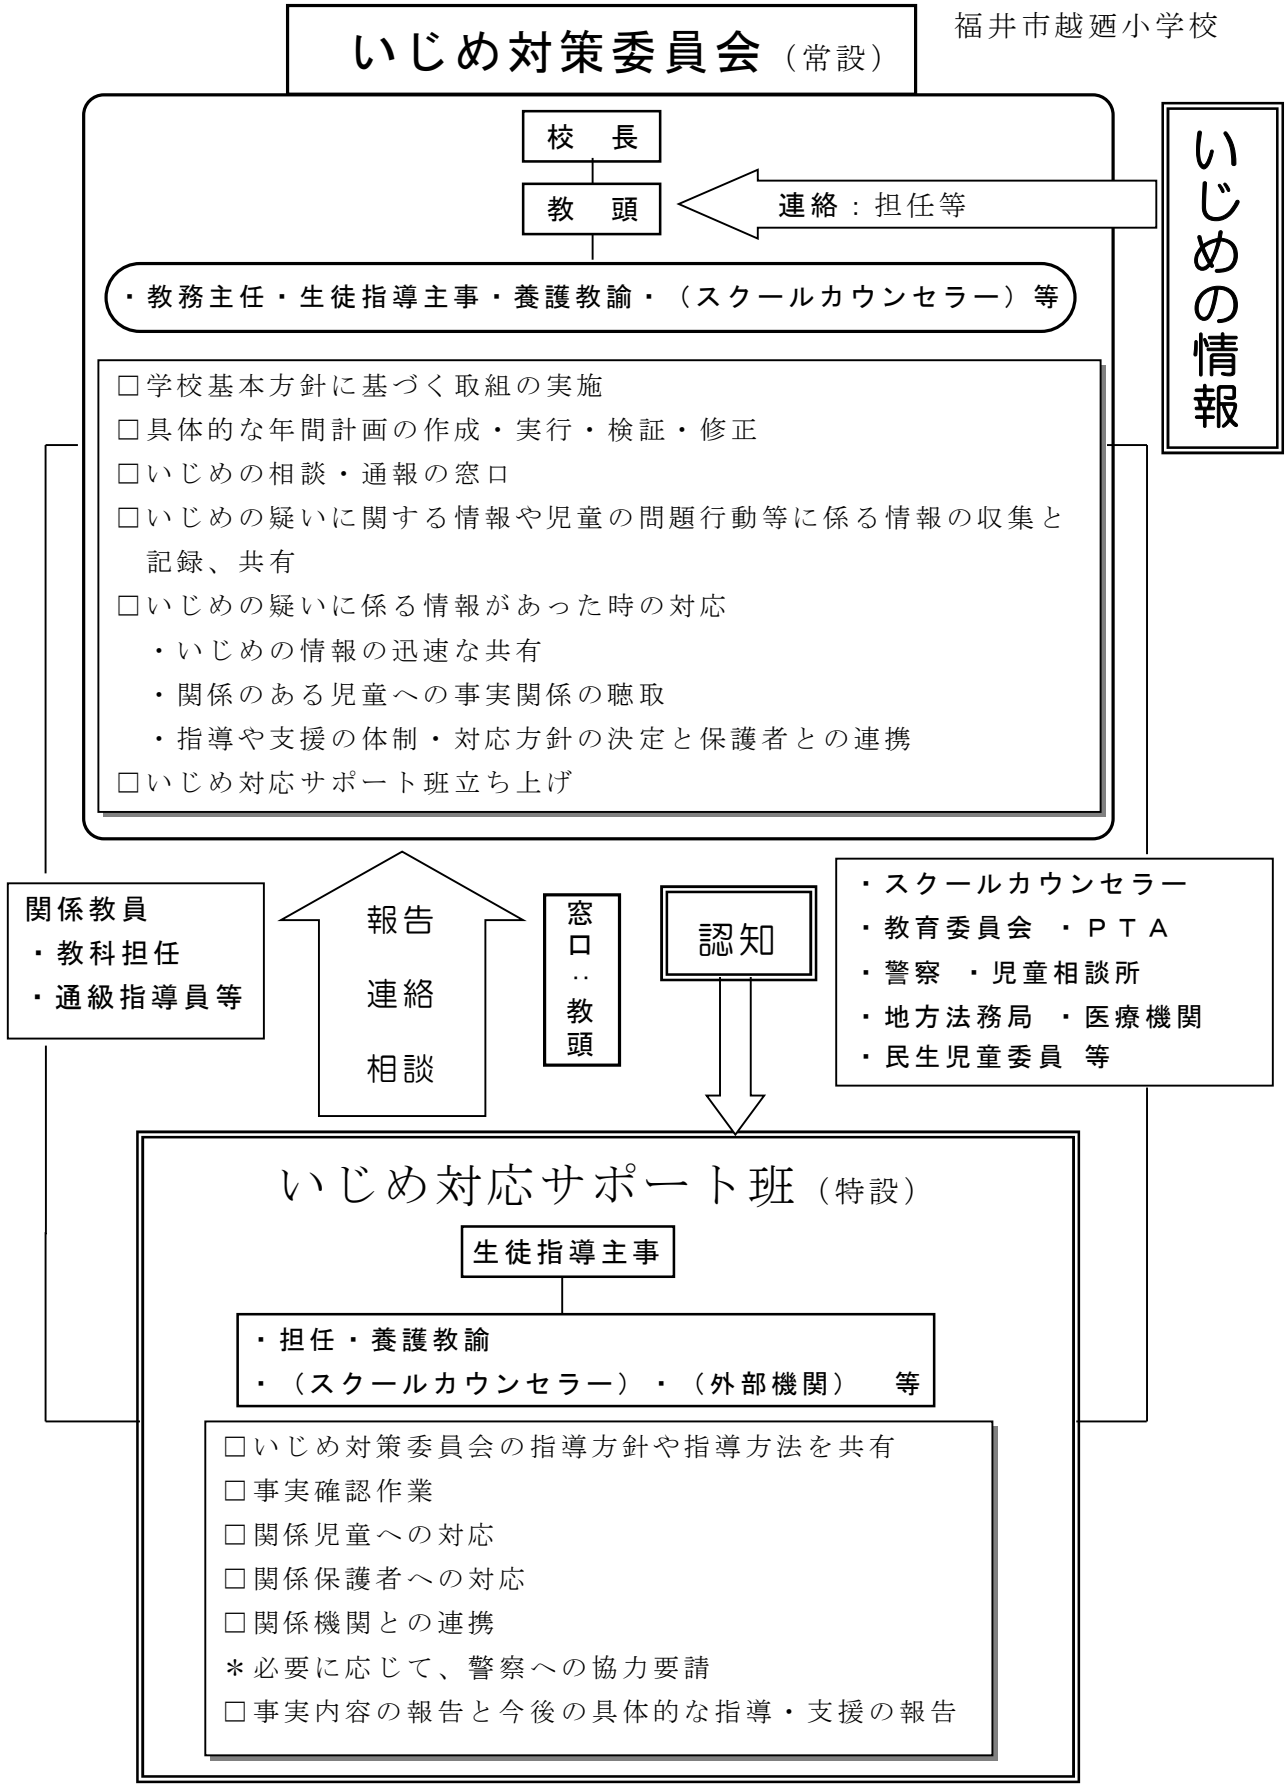 福井市越廼小学校
いじめ対策委員会（常設）
校　長
教　頭
連絡：担任等
いじめの情報
・教務主任・生徒指導主事・養護教諭・（スクールカウンセラー）等
□学校基本方針に基づく取組の実施
□具体的な年間計画の作成・実行・検証・修正
□いじめの相談・通報の窓口
□いじめの疑いに関する情報や児童の問題行動等に係る情報の収集と
記録、共有
□いじめの疑いに係る情報があった時の対応
・いじめの情報の迅速な共有
・関係のある児童への事実関係の聴取
・指導や支援の体制・対応方針の決定と保護者との連携
□いじめ対応サポート班立ち上げ
関係教員
・教科担任
・通級指導員等
報告
連絡
相談
窓口：教頭
認知
・スクールカウンセラー
・教育委員会　・ＰＴＡ
・警察　・児童相談所
・地方法務局　・医療機関
・民生児童委員　等
いじめ対応サポート班（特設）
生徒指導主事
・担任・養護教諭
・（スクールカウンセラー）・（外部機関）　等
□いじめ対策委員会の指導方針や指導方法を共有
□事実確認作業
□関係児童への対応
□関係保護者への対応
□関係機関との連携
＊必要に応じて、警察への協力要請
□事実内容の報告と今後の具体的な指導・支援の報告